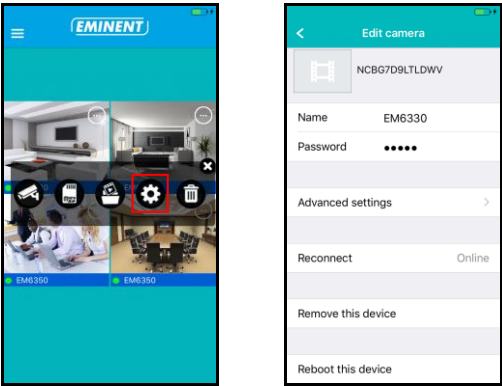 EMINENT
EM6350
EM6350
Edit camera
NCBG7D9LTLDWV
Name EM6330
Password •••••
Advanced settings
Reconnect Online
Remove this device
Reboot this device